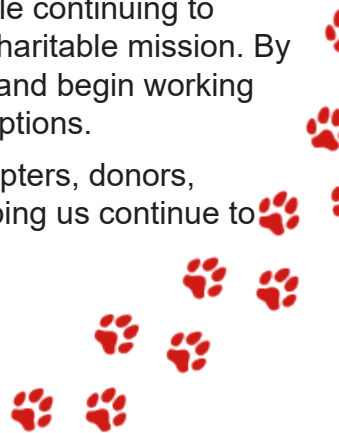 le continuing to
haritable mission. By
and begin working
ptions.
pters, donors,
ping us continue to